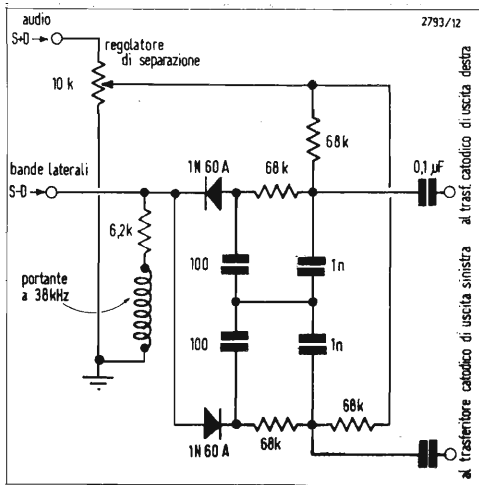 audio
2793/12
S+D
regolatore
di separazione
10 k
68k
bande laterali
S-D
1N 60 A
68k
0,1 µF
6,2k
100
1n
portante
a 38kHz
100
1n
68k
68k
1N 60 A
al trasf. catodico di uscita destra
al trasferitore catodico di uscita sinistra